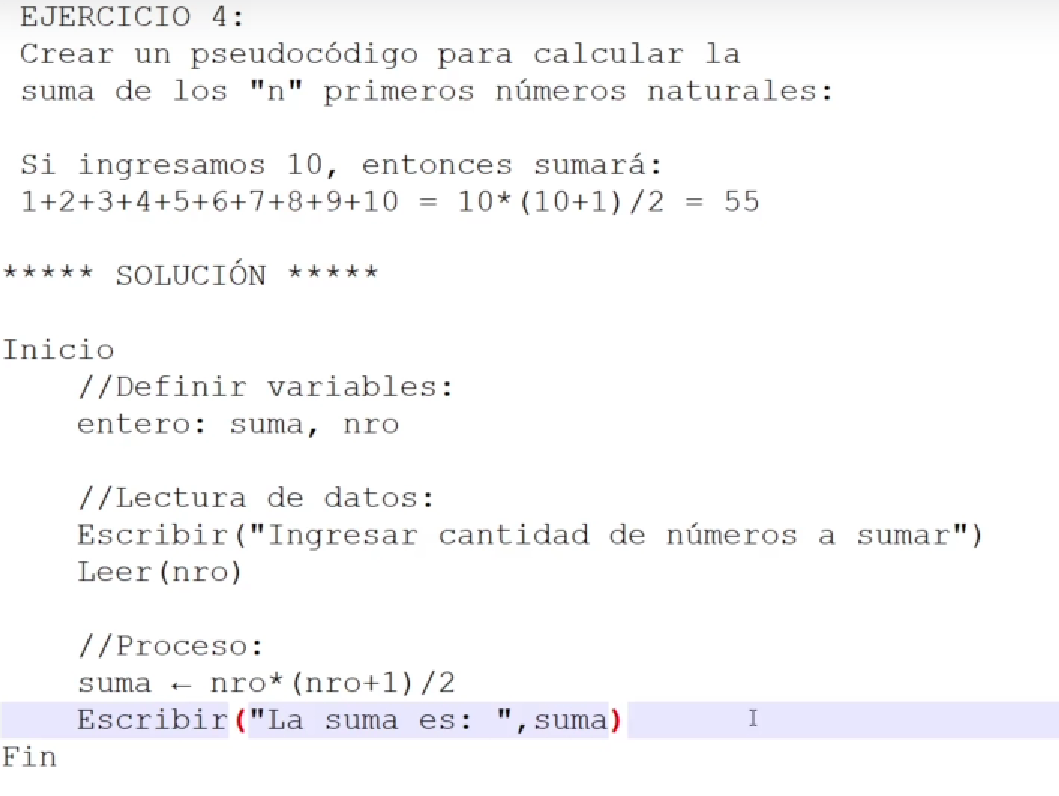 EJERCICIO 4:
Crear un pseudocódigo para calcular la
suma de los "n" primeros números naturales:
Si ingresamos 10, entonces sumará:
1+2+3+4+5+6+7+8+9+10 = 10*(10+1)/2 = 55
***** SOLUCIÓN *****
Inicio
//Definir variables:
entero: suma, nro
//Lectura de datos:
Escribir("Ingresar cantidad de números a sumar")
Leer(nro)
//Proceso:
suma ← nro*(nro+1)/2
Escribir("La suma es: ",suma)
Fin